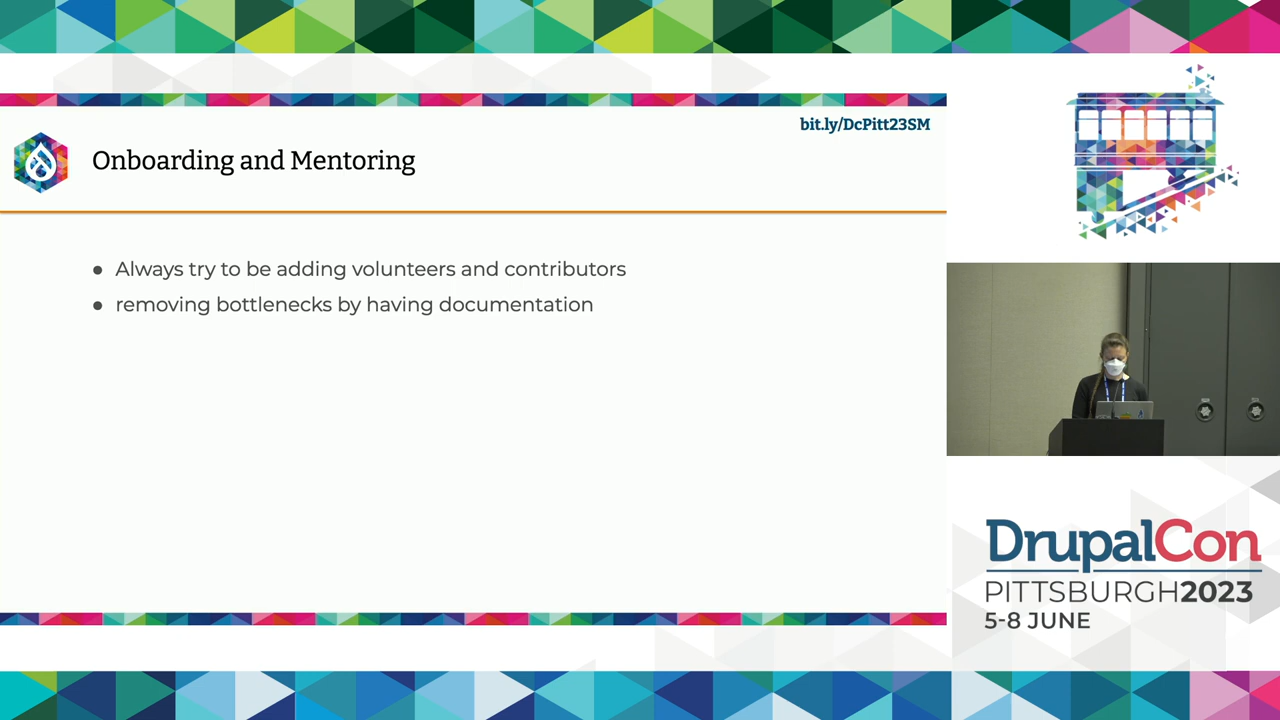 bit.ly/DcPitt23SM
Onboarding and Mentoring
● Always try to be adding volunteers and contributors
● removing bottlenecks by having documentation
DrupalCon
PITTSBURGH2023
5-8 JUNE